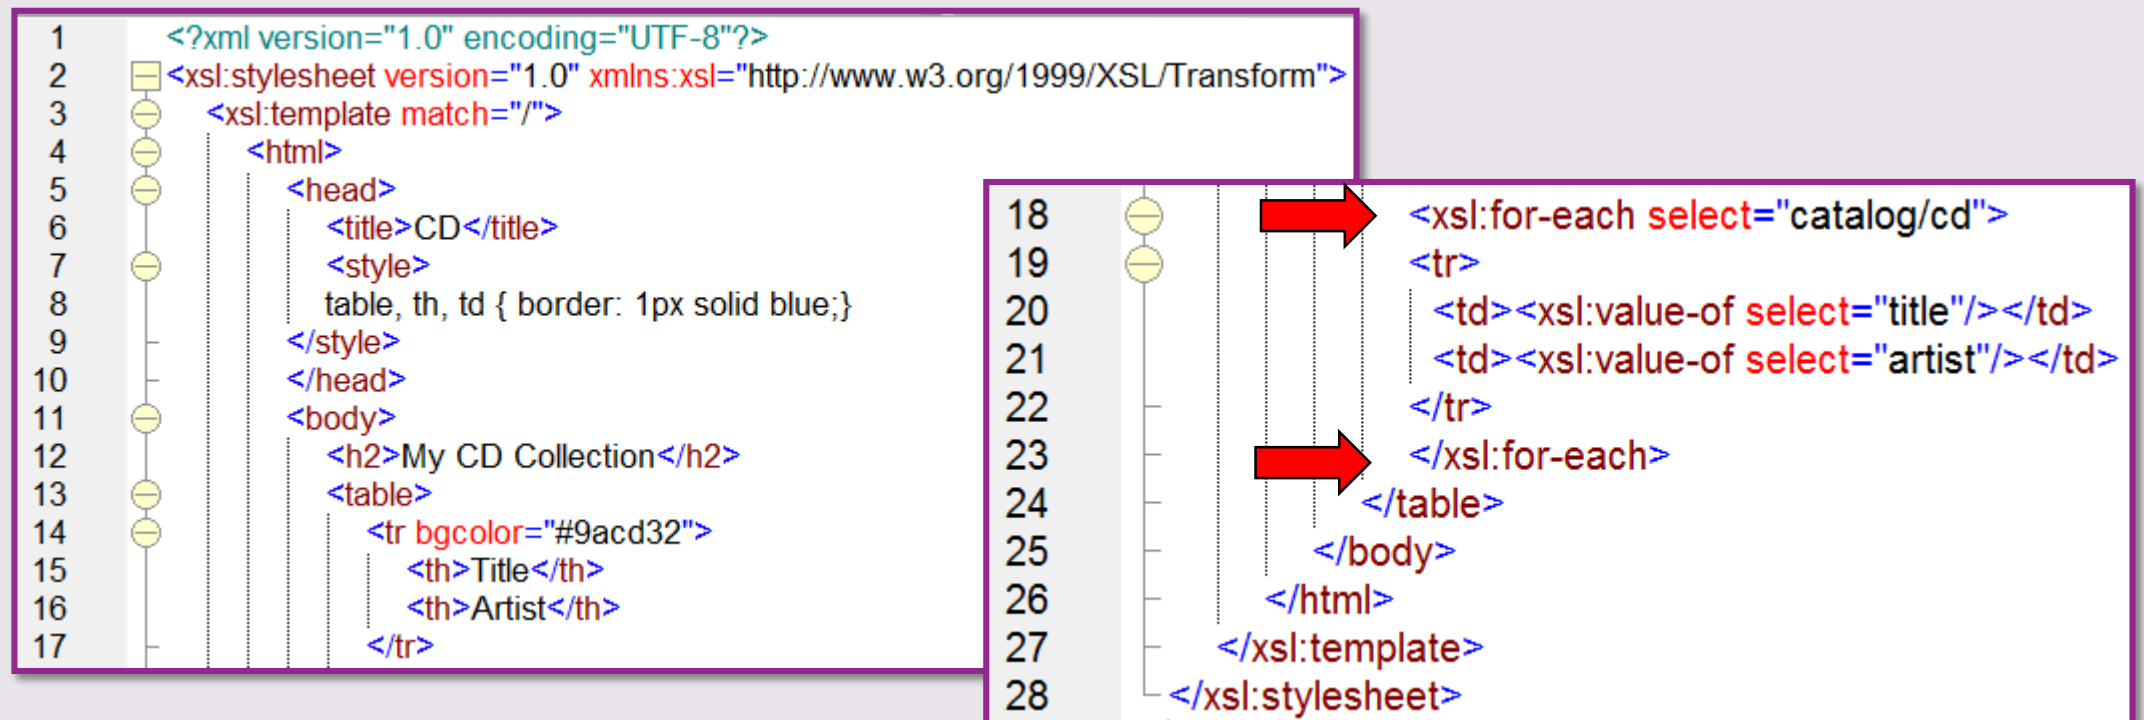 1 <?xml version="1.0" encoding="UTF-8"?>
2 <xsl:stylesheet version="1.0" xmlns:xsl="http://www.w3.org/1999/XSL/Transform">
3 <xsl:template match="/">
4 <html>
5 <head>
6 <title>CD</title>
7 <style>
8 table, th, td { border: 1px solid blue;}
9 </style>
10 </head>
11 <body>
12 <h2>My CD Collection</h2>
13 <table>
14 <tr bgcolor="#9acd32">
15 <th>Title</th>
16 <th>Artist</th>
17 </tr>
18 <xsl:for-each select="catalog/cd">
19 <tr>
20 <td><xsl:value-of select="title"/></td>
21 <td><xsl:value-of select="artist"/></td>
22 </tr>
23 </xsl:for-each>
24 </table>
25 </body>
26 </html>
27 </xsl:template>
28 </xsl:stylesheet>